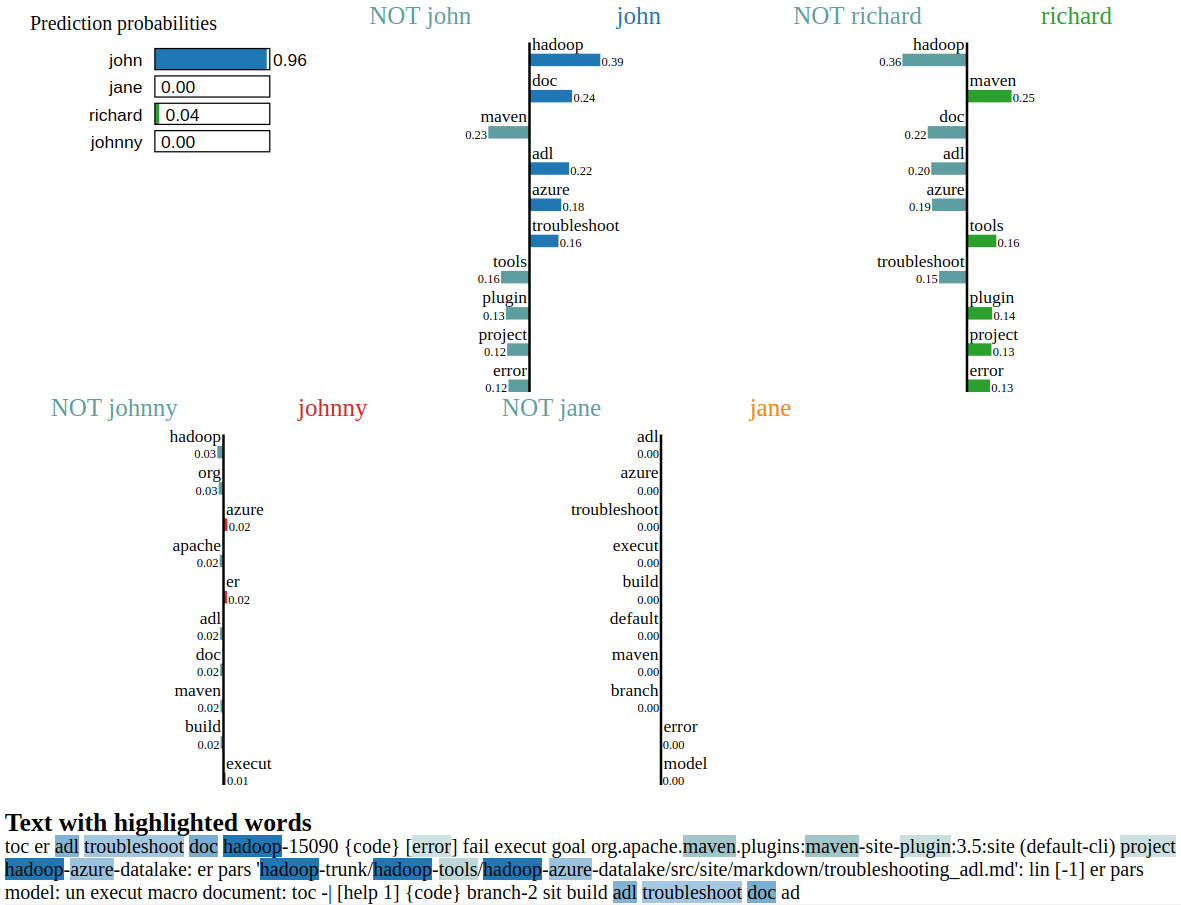 Prediction probabilities
john 0.96
jane 0.00
richard 0.04
johnny 0.00
NOT john john
hadoop
0.39
doc
0.24
maven
0.23
adl
0.22
azure
0.18
troubleshoot
0.16
tools
0.16
plugin
0.13
project
0.12
error
0.12
NOT richard richard
hadoop
0.36
maven
0.25
doc
0.22
adl
0.20
azure
0.19
tools
0.16
troubleshoot
0.15
plugin
0.14
project
0.13
error
0.13
NOT johnny johnny
hadoop
0.03
org
0.03
azure
0.02
apache
0.02
er
0.02
adl
0.02
doc
0.02
maven
0.02
build
0.02
execut
0.01
NOT jane jane
adl
0.00
azure
0.00
troubleshoot
0.00
execut
0.00
build
0.00
default
0.00
maven
0.00
branch
0.00
error
0.00
model
0.00
Text with highlighted words
toc er adl troubleshoot doc hadoop-15090 {code} [error] fail execut goal org.apache.maven.plugins:maven-site-plugin:3.5:site (default-cli) project
hadoop-azure-datalake: er pars 'hadoop-trunk/hadoop-tools/hadoop-azure-datalake/src/site/markdown/troubleshooting_adl.md': lin [-1] er pars
model: un execut macro document: toc -| [help 1] {code} branch-2 sit build adl troubleshoot doc ad